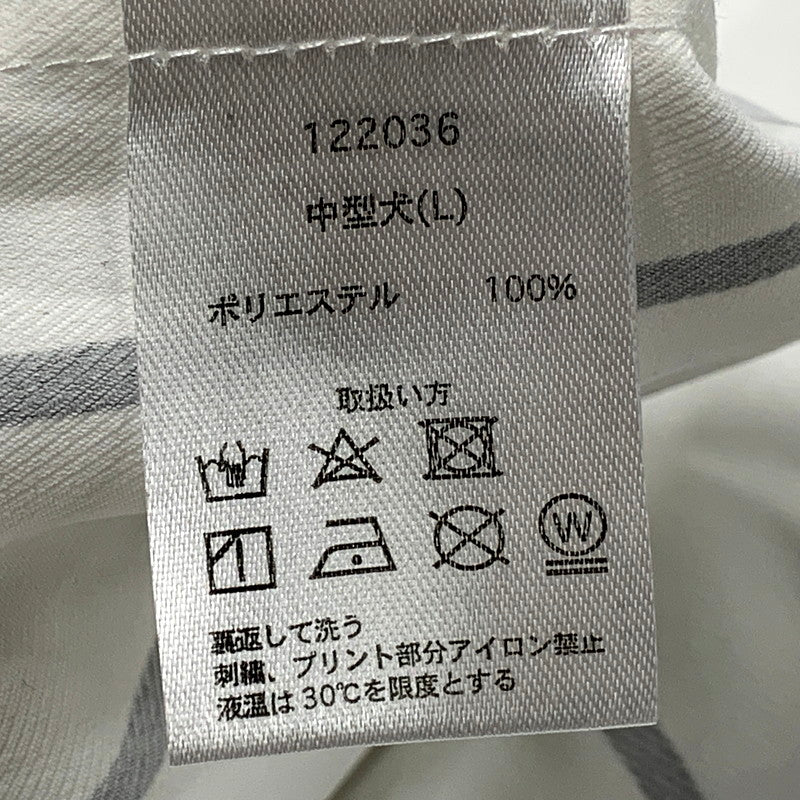 122036
中型犬(L)
ポリエステル 100%
取扱い方
W
裏返して洗う
刺繍、プリント部分アイロン禁止
液温は30℃を限度とする